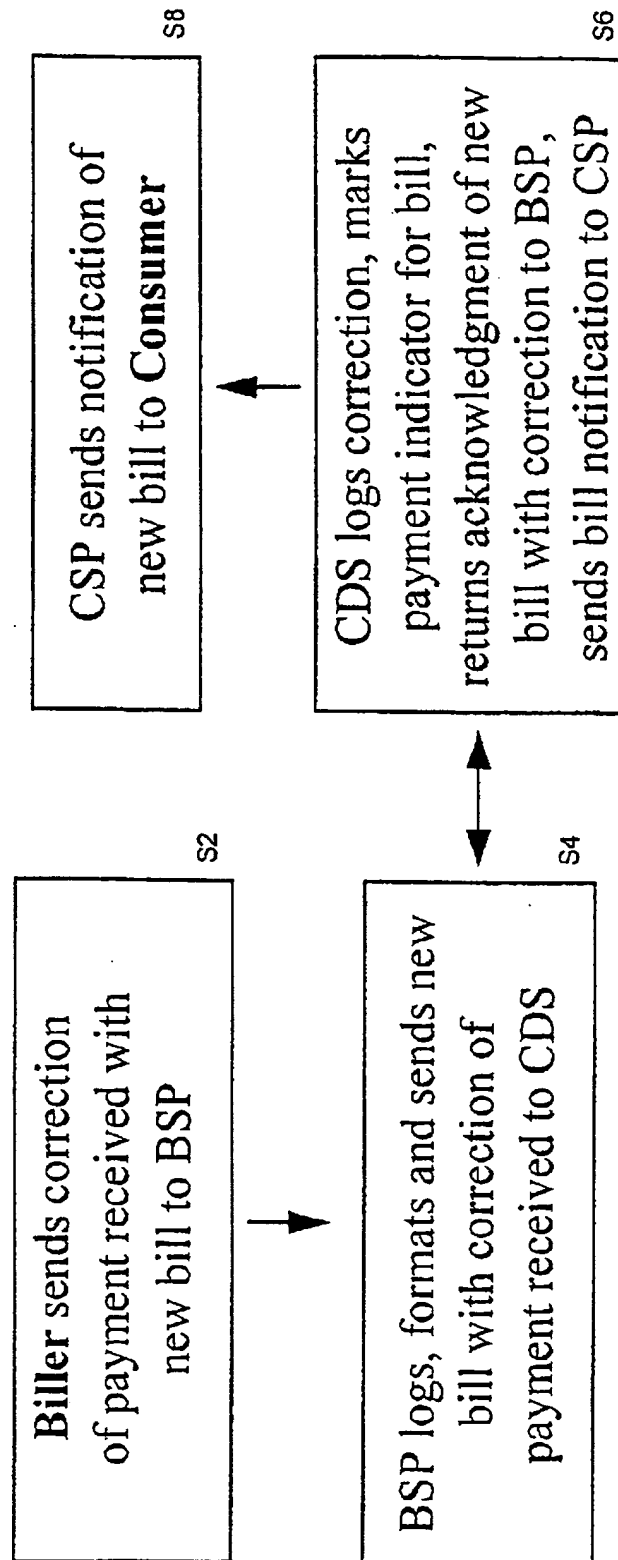 Biller sends correction
of payment received with
new bill to BSP
S2
BSP logs, formats and sends new
bill with correction of
payment received to CDS
S4
CDS logs correction, marks
payment indicator for bill,
returns acknowledgment of new
bill with correction to BSP,
sends bill notification to CSP
S6
CSP sends notification of
new bill to Consumer
S8